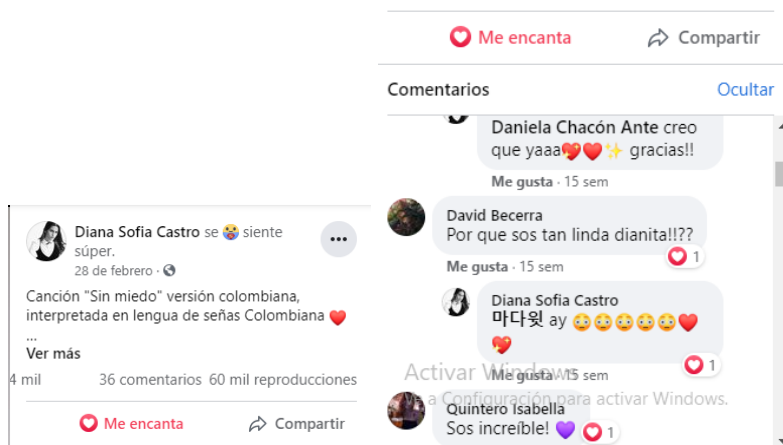 Diana Sofia Castro se 🤩 siente
súper.
28 de febrero ·
Canción "Sin miedo" versión colombiana,
interpretada en lengua de señas Colombiana ❤️
...
Ver más
4 mil 36 comentarios 60 mil reproducciones
Me encanta Compartir
Me encanta Compartir
Comentarios Ocultar
Daniela Chacón Ante creo
que yaaa💖❤️✨ gracias!!
Me gusta · 15 sem
David Becerra
Por que sos tan linda dianita!!??
1
Me gusta · 15 sem
Diana Sofia Castro
마다윗 ay 😳😳😳😳😳❤️
💖
1
Me gusta · 15 sem
Activar Windows
Ve a Configuración para activar Windows.
Quintero Isabella
Sos increíble! 💜
1